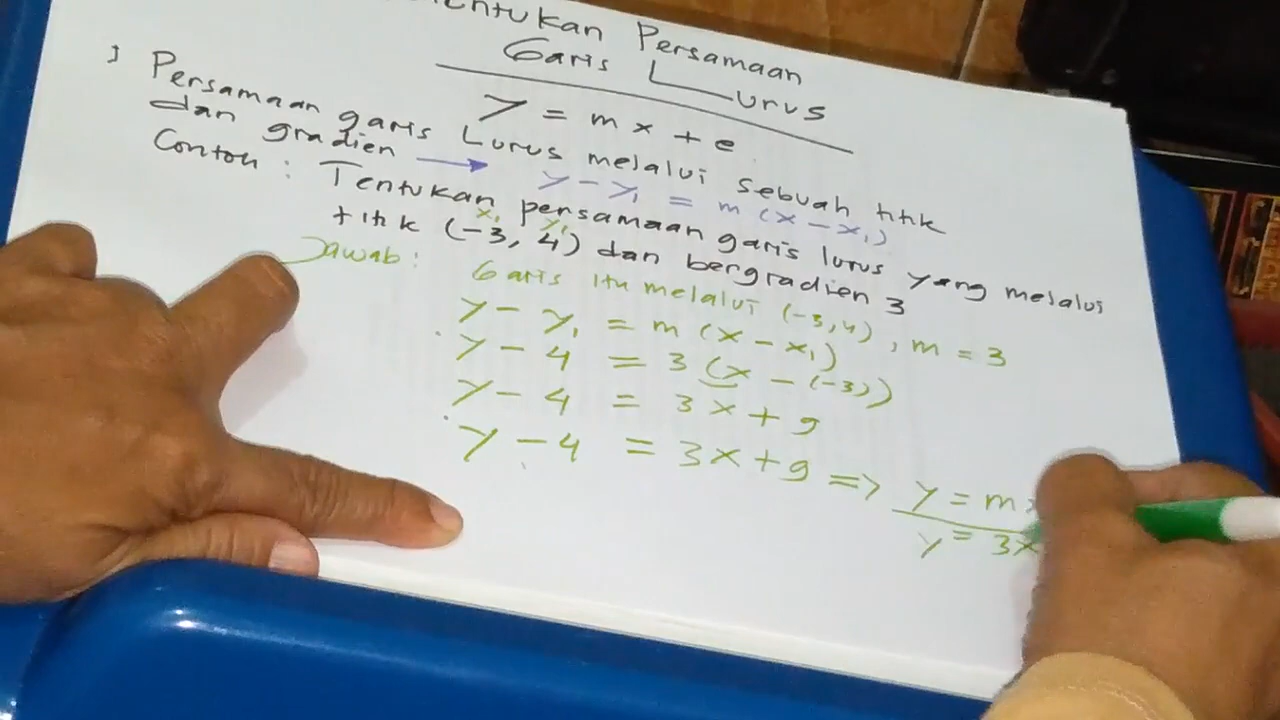 Persamaan
Garis Lurus
y = mx + c
1 Persamaan garis Lurus melalui sebuah titik
dan gradien → y - y₁ = m(x - x₁)
Contoh : Tentukan persamaan garis lurus yang melalui
x₁ y₁
titik (-3, 4) dan bergradien 3
Jawab : Garis itu melalui (-3,4), m = 3
y - y₁ = m (x - x₁)
y - 4 = 3 (x - (-3))
y - 4 = 3x + 9
y - 4 = 3x + 9 => y = m
y = 3x